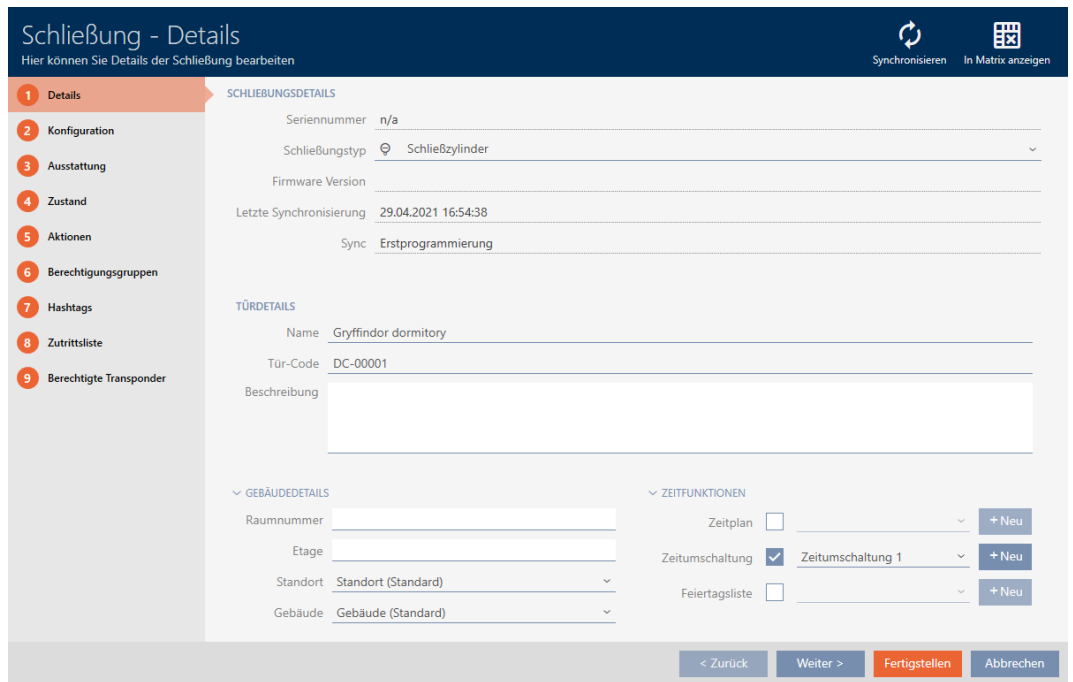 Schließung - Details
Hier können Sie Details der Schließung bearbeiten
Synchronisieren
In Matrix anzeigen
1 Details
2 Konfiguration
3 Ausstattung
4 Zustand
5 Aktionen
6 Berechtigungsgruppen
7 Hashtags
8 Zutrittsliste
9 Berechtigte Transponder
SCHLIEßUNGSDETAILS
Seriennummer n/a
Schließungstyp Schließzylinder
Firmware Version
Letzte Synchronisierung 29.04.2021 16:54:38
Sync Erstprogrammierung
TÜRDETAILS
Name Gryffindor dormitory
Tür-Code DC-00001
Beschreibung
GEBÄUDEDETAILS
Raumnummer
Etage
Standort Standort (Standard)
Gebäude Gebäude (Standard)
ZEITFUNKTIONEN
Zeitplan + Neu
Zeitumschaltung Zeitumschaltung 1 + Neu
Feiertagsliste + Neu
< Zurück
Weiter >
Fertigstellen
Abbrechen